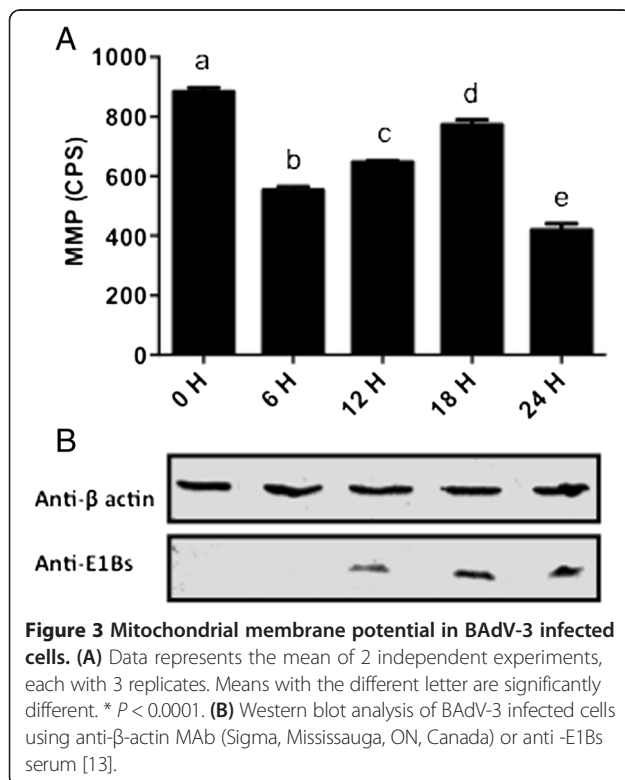 A
1000
800
600
400
200
0
MMP (CPS)
a
b
c
d
e
0 H
6 H
12 H
18 H
24 H
B
Anti-β actin
Anti-E1Bs
Figure 3 Mitochondrial membrane potential in BAdV-3 infected
cells. (A) Data represents the mean of 2 independent experiments,
each with 3 replicates. Means with the different letter are significantly
different. * P < 0.0001. (B) Western blot analysis of BAdV-3 infected cells
using anti-β-actin MAb (Sigma, Mississauga, ON, Canada) or anti -E1Bs
serum [13].